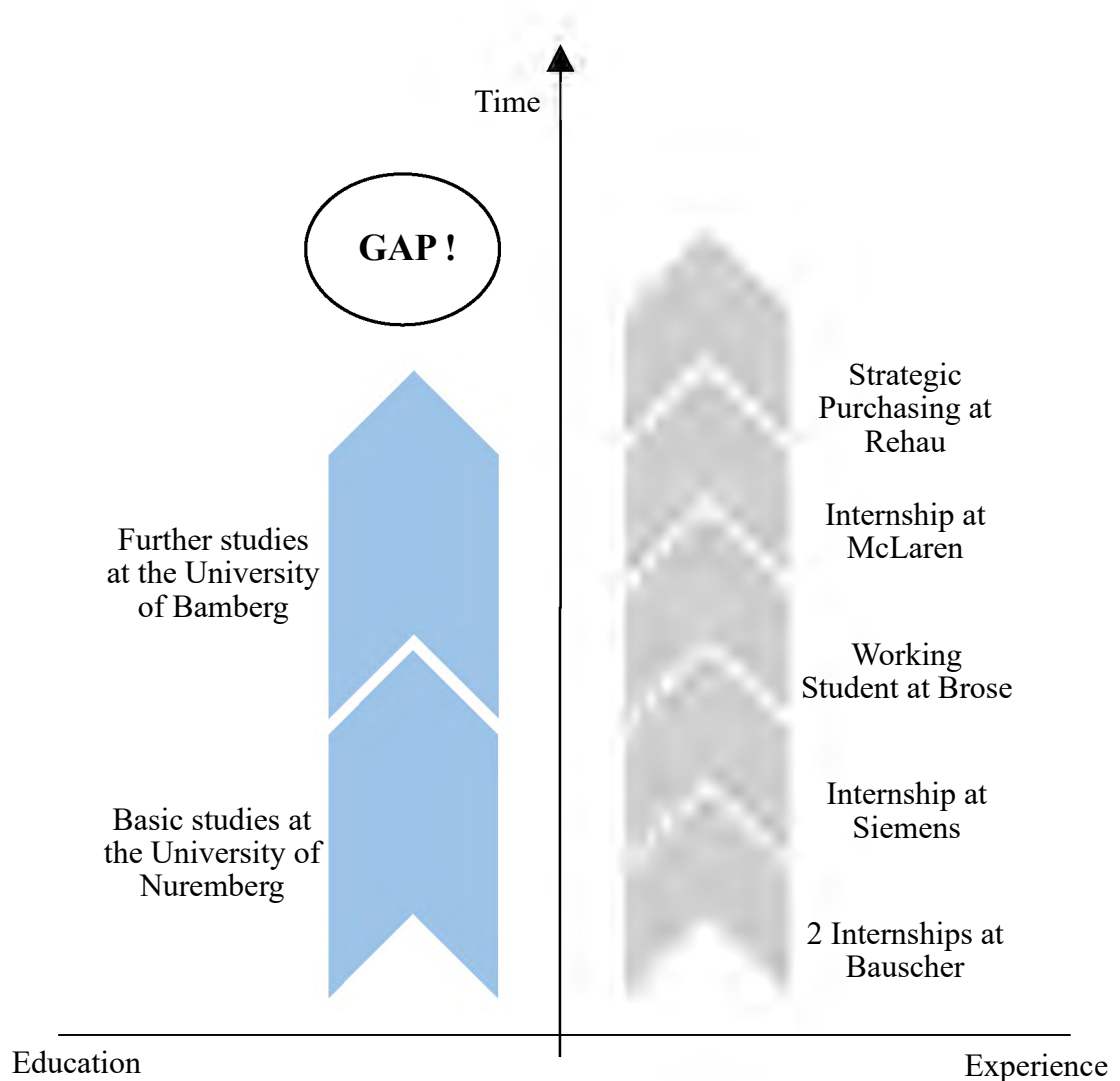 Time
GAP !
Strategic
Purchasing at
Rehau
Internship at
McLaren
Further studies
at the University
of Bamberg
Working
Student at Brose
Basic studies at
the University of
Nuremberg
Internship at
Siemens
2 Internships at
Bauscher
Education
Experience